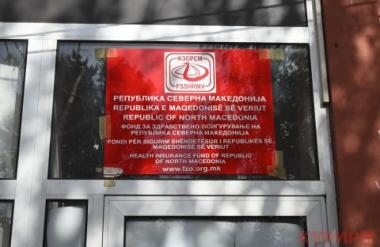 ФЗОРСМ
FSSHRMV
РЕПУБЛИКА СЕВЕРНА МАКЕДОНИЈА
REPUBLIKA E MAQEDONISË SË VERIUT
REPUBLIC OF NORTH MACEDONIA
ФОНД ЗА ЗДРАВСТВЕНО ОСИГУРУВАЊЕ НА
РЕПУБЛИКА СЕВЕРНА МАКЕДОНИЈА
FONDI PËR SIGURIM SHËNDETËSOR I REPUBLIKËS SË
MAQEDONISË SË VERIUT
HEALTH INSURANCE FUND OF REPUBLIC
OF NORTH MACEDONIA
www.fzo.org.mk